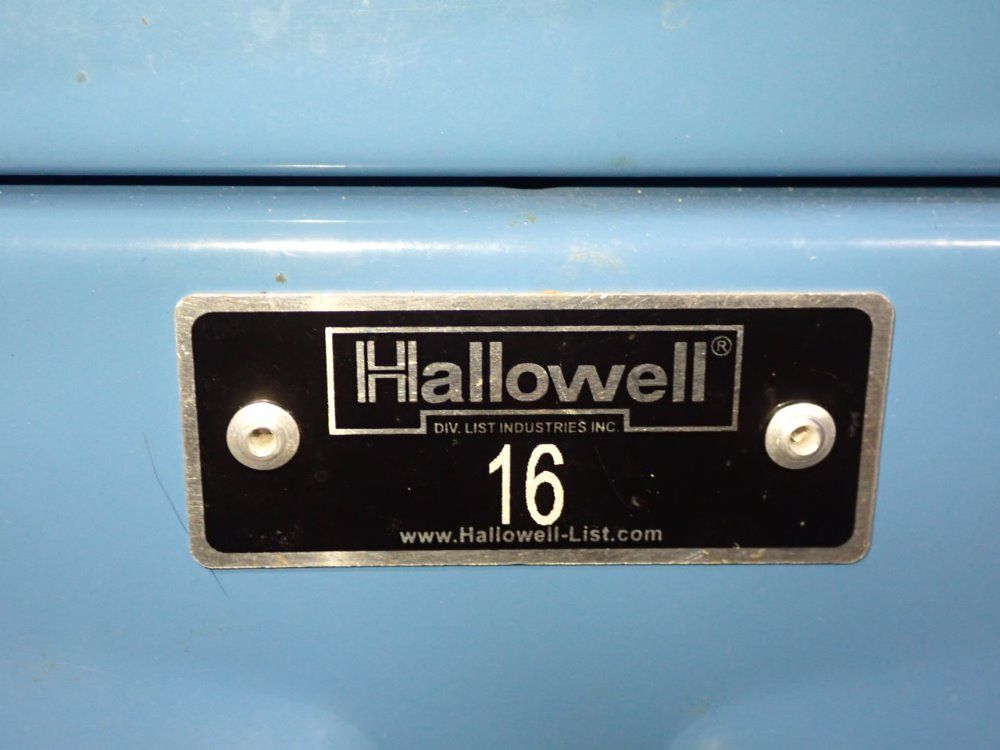 Hallowell®
DIV. LIST INDUSTRIES INC.
16
www.Hallowell-List.com